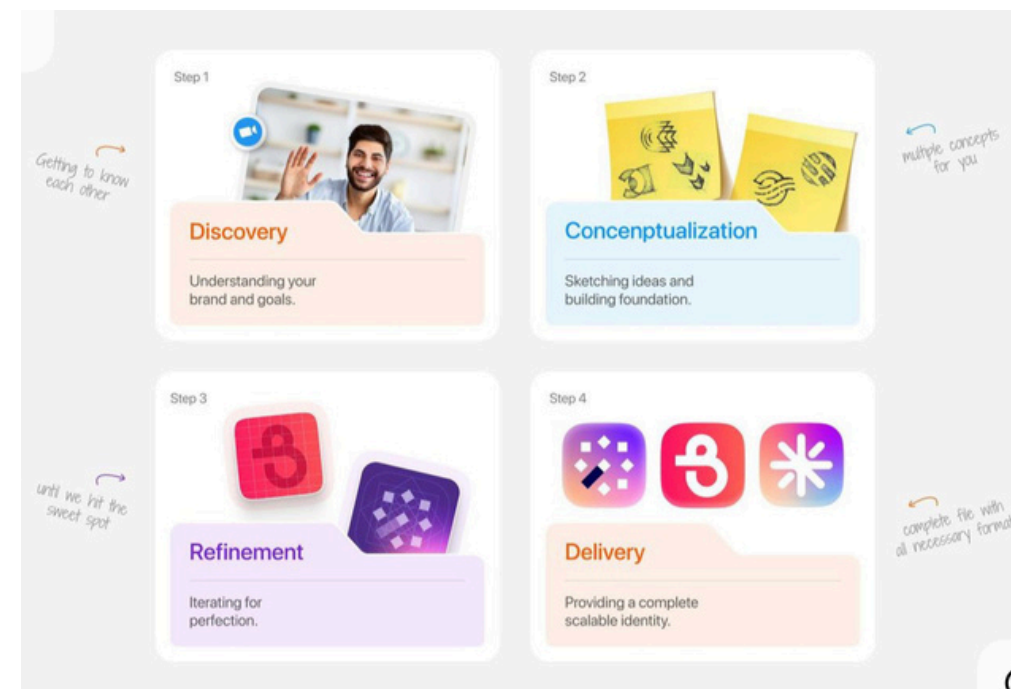 Step 1
Getting to know
each other
Discovery
Understanding your
brand and goals.
Step 2
multiple concepts
for you
Concenptualization
Sketching ideas and
building foundation.
Step 3
until we hit the
sweet spot
Refinement
Iterating for
perfection.
Step 4
complete file with
all necessary format
Delivery
Providing a complete
scalable identity.